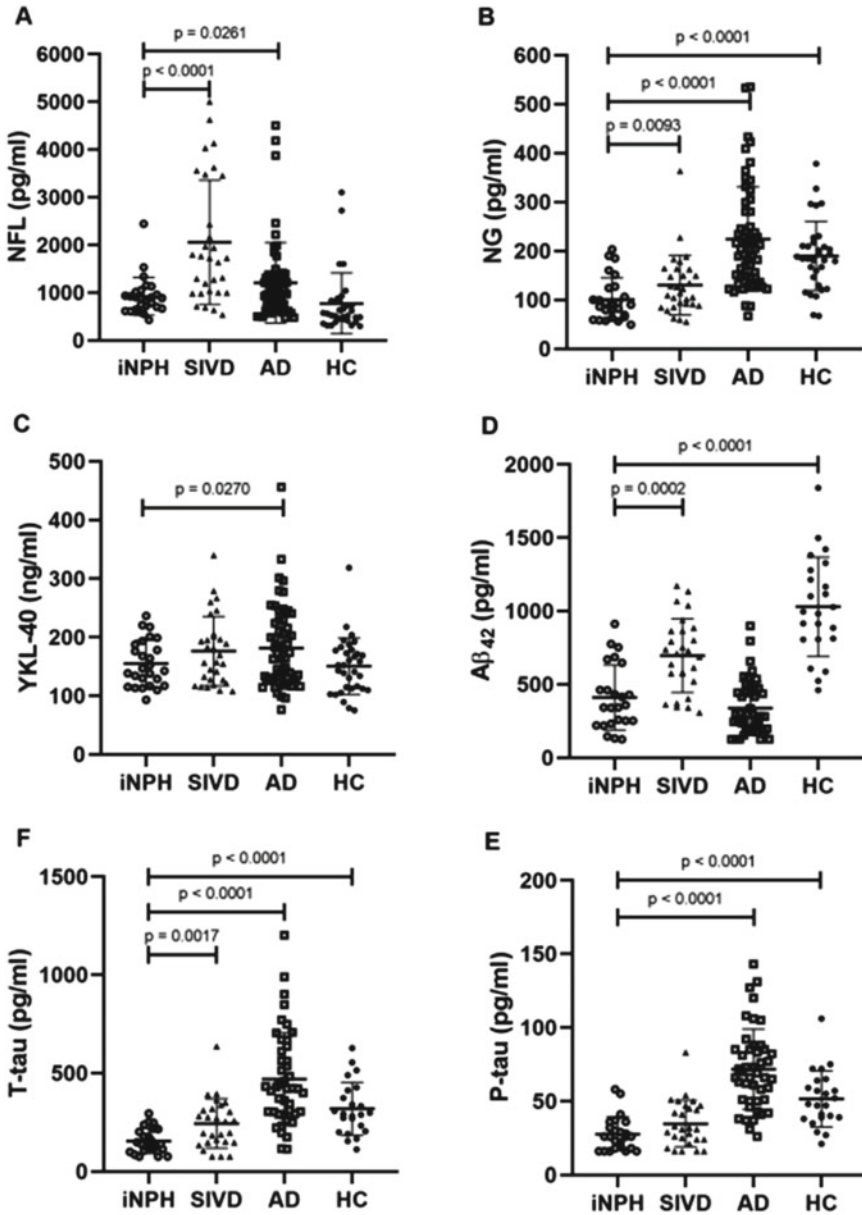 A
p = 0.0261
p < 0.0001
6000
5000
4000
3000
2000
1000
0
NFL (pg/ml)
iNPH SIVD AD HC
B
p < 0.0001
p < 0.0001
p = 0.0093
600
500
400
300
200
100
0
NG (pg/ml)
iNPH SIVD AD HC
C
p = 0.0270
500
400
300
200
100
0
YKL-40 (ng/ml)
iNPH SIVD AD HC
D
p < 0.0001
p = 0.0002
2000
1500
1000
500
0
Aβ42 (pg/ml)
iNPH SIVD AD HC
F
p < 0.0001
p < 0.0001
p = 0.0017
1500
1000
500
0
T-tau (pg/ml)
iNPH SIVD AD HC
E
p < 0.0001
p < 0.0001
200
150
100
50
0
P-tau (pg/ml)
iNPH SIVD AD HC